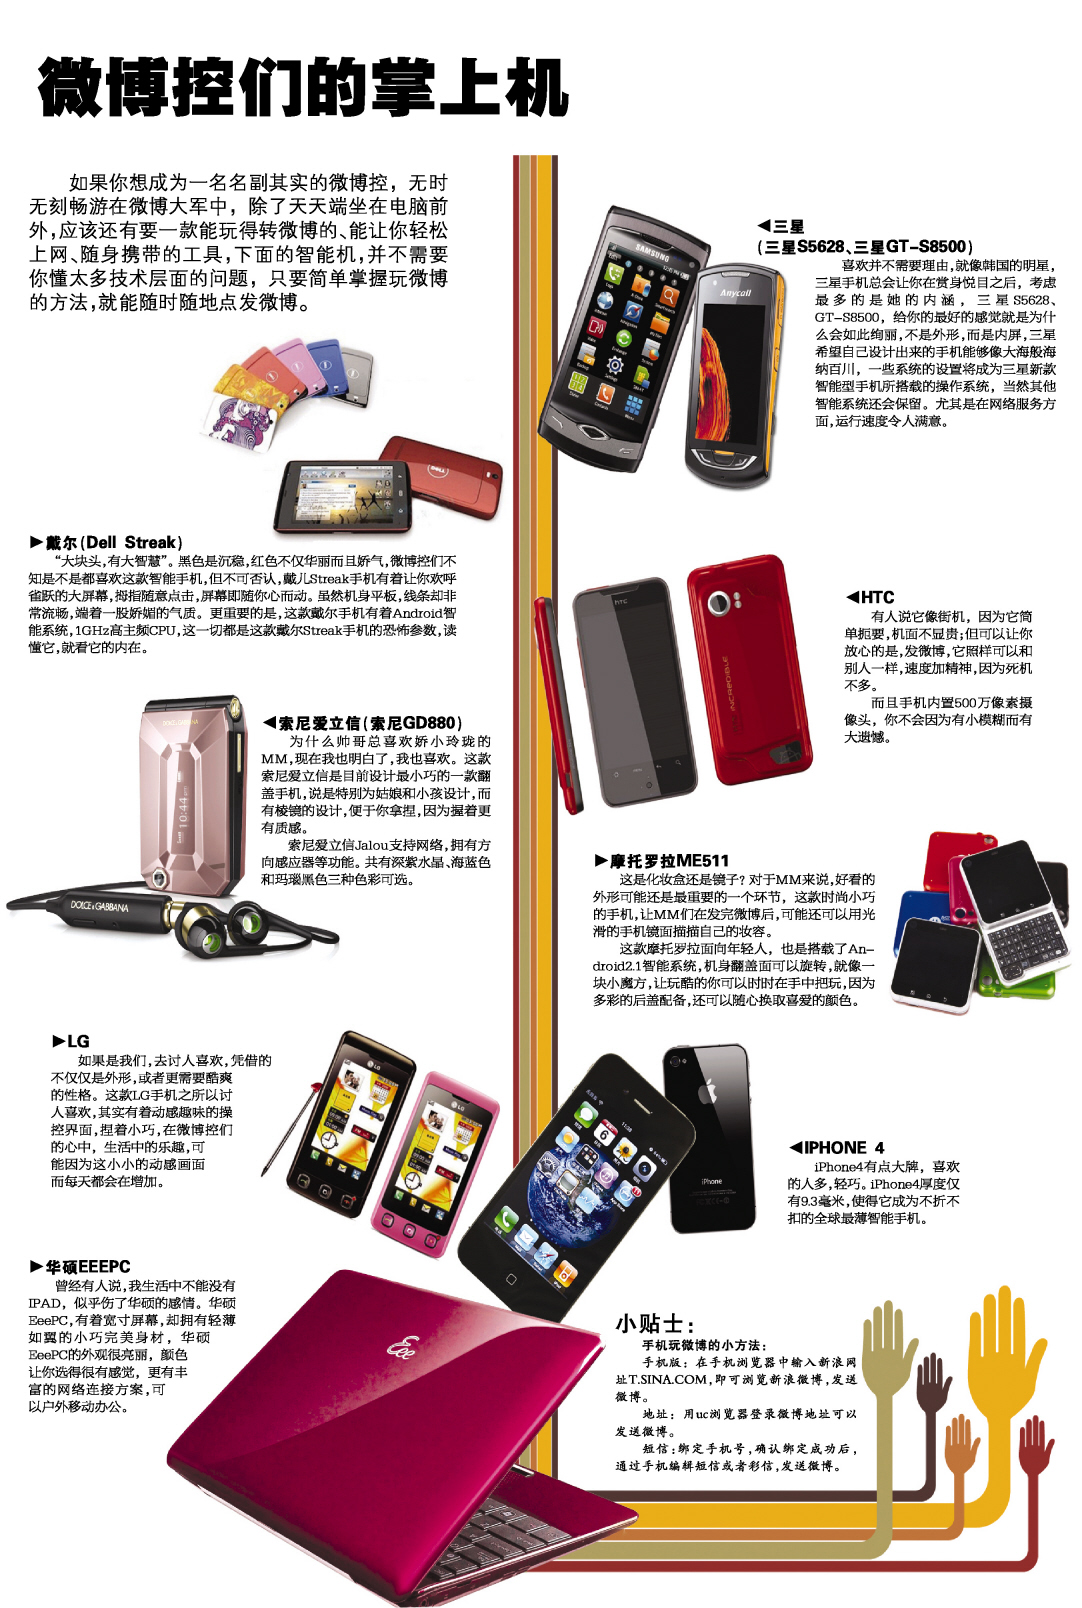 微博控们的掌上机
如果你想成为一名名副其实的微博控，无时
无刻畅游在微博大军中，除了天天端坐在电脑前
外，应该还有要一款能玩得转微博的、能让你轻松
上网、随身携带的工具，下面的智能机，并不需要
你懂太多技术层面的问题，只要简单掌握玩微博
的方法，就能随时随地点发微博。
◀三星
(三星S5628、三星GT-S8500)
喜欢并不需要理由，就像韩国的明星，
三星手机总会让你在赏身悦目之后，考虑
最多的是她的内涵，三星S5628、
GT-S8500，给你的最好的感觉就是为什
么会如此绚丽，不是外形，而是内屏，三星
希望自己设计出来的手机能够像大海般海
纳百川，一些系统的设置将成为三星新款
智能型手机所搭载的操作系统，当然其他
智能系统还会保留。尤其是在网络服务方
面，运行速度令人满意。
SAMSUNG
Anycall
DELL
▶戴尔(Dell Streak)
“大块头，有大智慧”。黑色是沉稳，红色不仅华丽而且娇气，微博控们不
知是不是都喜欢这款智能手机，但不可否认，戴儿Streak手机有着让你欢呼
雀跃的大屏幕，拇指随意点击，屏幕即随你心而动。虽然机身平板，线条却非
常流畅，端着一股娇媚的气质。更重要的是，这款戴尔手机有着Android智
能系统，1GHz高主频CPU，这一切都是这款戴尔Streak手机的恐怖参数，读
懂它，就看它的内在。
◀HTC
有人说它像街机，因为它简
单扼要，机面不显贵；但可以让你
放心的是，发微博，它照样可以和
别人一样，速度加精神，因为死机
不多。
而且手机内置500万像素摄
像头，你不会因为有小模糊而有
大遗憾。
hTC
INCREDIBLE
◀索尼爱立信(索尼GD880)
为什么帅哥总喜欢娇小玲珑的
MM，现在我也明白了，我也喜欢。这款
索尼爱立信是目前设计最小巧的一款翻
盖手机，说是特别为姑娘和小孩设计，而
有棱镜的设计，便于你拿捏，因为握着更
有质感。
索尼爱立信Jalou支持网络，拥有方
向感应器等功能。共有深紫水晶、海蓝色
和玛瑙黑色三种色彩可选。
10:44
DOLCE&GABBANA
▶摩托罗拉ME511
这是化妆盒还是镜子？对于MM来说，好看的
外形可能还是最重要的一个环节，这款时尚小巧
的手机，让MM们在发完微博后，可能还可以用光
滑的手机镜面描描自己的妆容。
这款摩托罗拉面向年轻人，也是搭载了An-
droid2.1智能系统，机身翻盖面可以旋转，就像一
块小魔方，让玩酷的你可以时时在手中把玩，因为
多彩的后盖配备，还可以随心换取喜爱的颜色。
▶LG
如果是我们，去讨人喜欢，凭借的
不仅仅是外形，或者更需要酷爽
的性格。这款LG手机之所以讨
人喜欢，其实有着动感趣味的操
控界面，捏着小巧，在微博控们
的心中，生活中的乐趣，可
能因为这小小的动感画面
而每天都会在增加。
LG
LG
iPhone
◀IPHONE 4
iPhone4有点大牌，喜欢
的人多，轻巧。iPhone4厚度仅
有9.3毫米，使得它成为不折不
扣的全球最薄智能手机。
▶华硕EEEPC
曾经有人说，我生活中不能没有
IPAD，似乎伤了华硕的感情。华硕
EeePC，有着宽寸屏幕，却拥有轻薄
如翼的小巧完美身材，华硕
EeePC的外观很亮丽，颜色
让你选得很有感觉，更有丰
富的网络连接方案，可
以户外移动办公。
Eee
小贴士：
手机玩微博的小方法：
手机版：在手机浏览器中输入新浪网
址T.SINA.COM，即可浏览新浪微博，发送
微博。
地址：用uc浏览器登录微博地址可以
发送微博。
短信：绑定手机号，确认绑定成功后，
通过手机编辑短信或者彩信，发送微博。